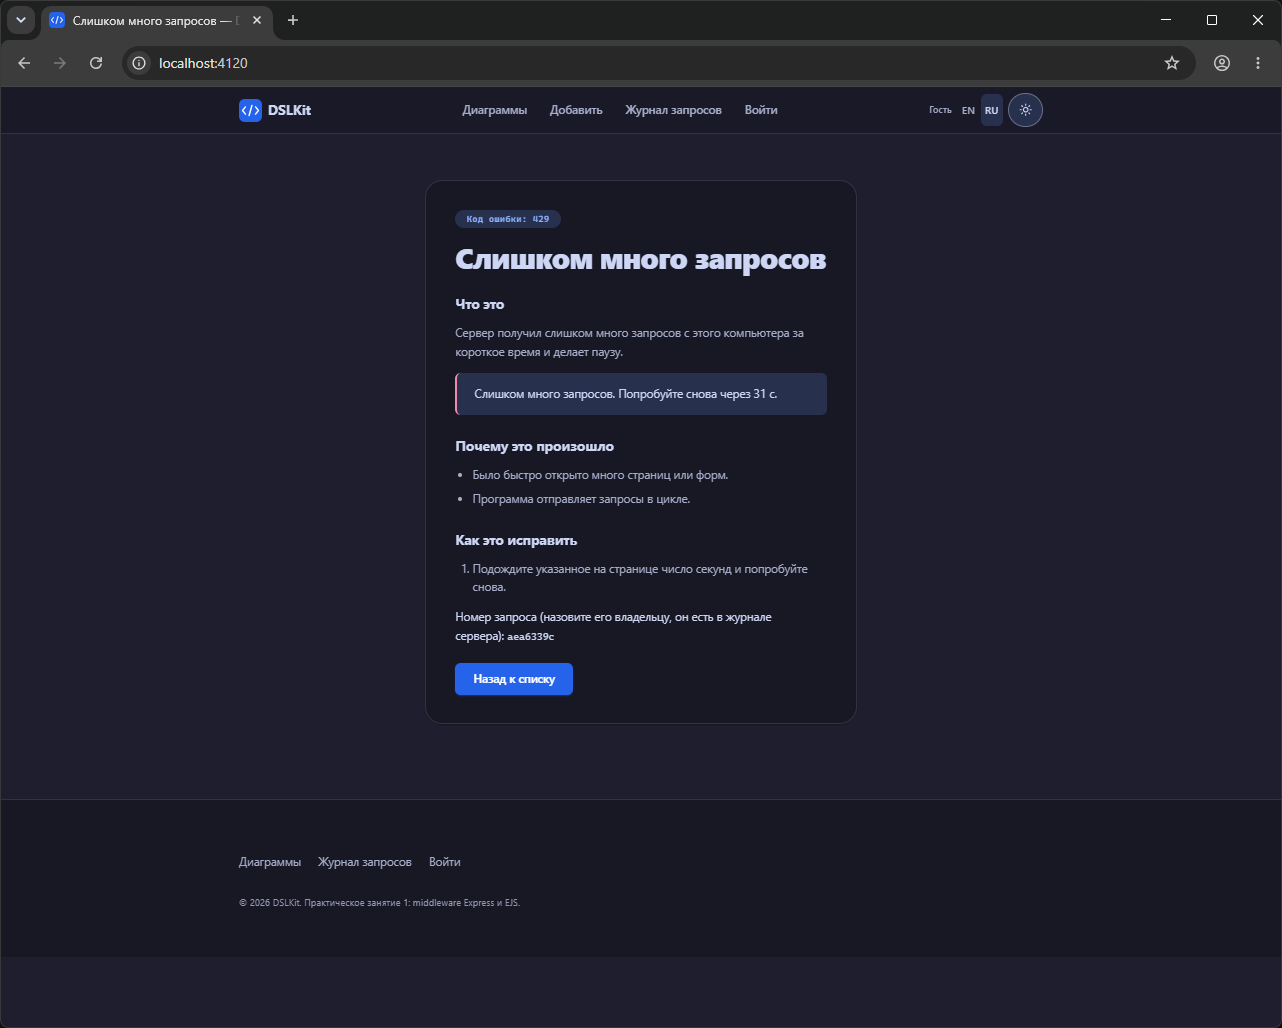 Слишком много запросов —
localhost:4120
DSLKit
Диаграммы
Добавить
Журнал запросов
Войти
Гость
EN
RU
Код ошибки: 429
Слишком много запросов
Что это
Сервер получил слишком много запросов с этого компьютера за
короткое время и делает паузу.
Слишком много запросов. Попробуйте снова через 31 с.
Почему это произошло
• Было быстро открыто много страниц или форм.
• Программа отправляет запросы в цикле.
Как это исправить
1. Подождите указанное на странице число секунд и попробуйте
снова.
Номер запроса (назовите его владельцу, он есть в журнале
сервера): aea6339c
Назад к списку
Диаграммы
Журнал запросов
Войти
© 2026 DSLKit. Практическое занятие 1: middleware Express и EJS.